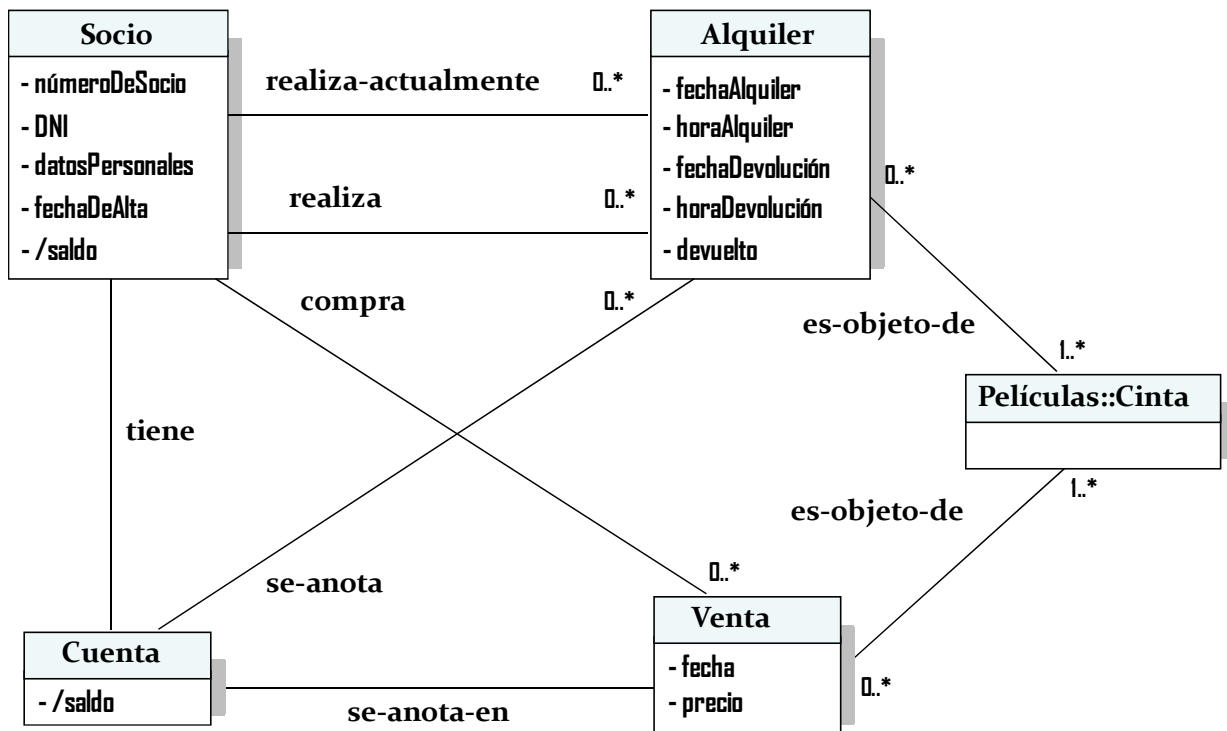 Socio
- númeroDeSocio
- DNI
- datosPersonales
- fechaDeAlta
- /saldo
realiza-actualmente
0..*
realiza
0..*
Alquiler
- fechaAlquiler
- horaAlquiler
- fechaDevolución
- horaDevolución
- devuelto
0..*
compra
0..*
es-objeto-de
1..*
Películas::Cinta
tiene
1..*
es-objeto-de
se-anota
0..*
Venta
- fecha
- precio
0..*
Cuenta
- /saldo
se-anota-en